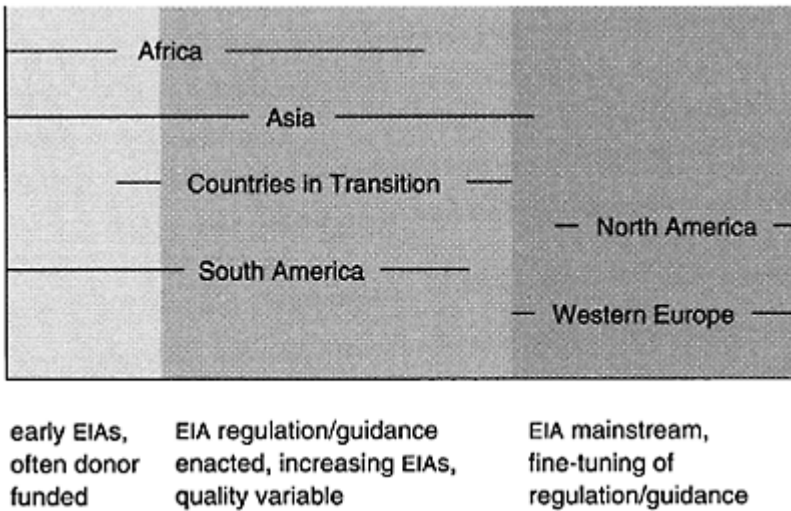 Africa
Asia
Countries in Transition
North America
South America
Western Europe
early EIAs,
often donor
funded
EIA regulation/guidance
enacted, increasing EIAs,
quality variable
EIA mainstream,
fine-tuning of
regulation/guidance